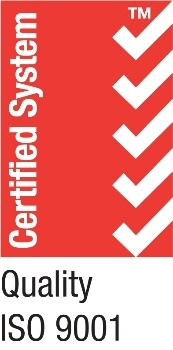 Certified System
TM
Quality
ISO 9001